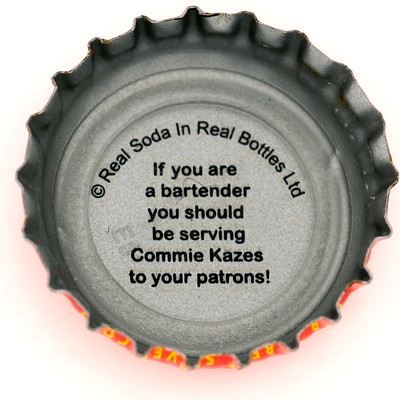 © Real Soda In Real Bottles Ltd
If you are
a bartender
you should
be serving
Commie Kazes
to your patrons!